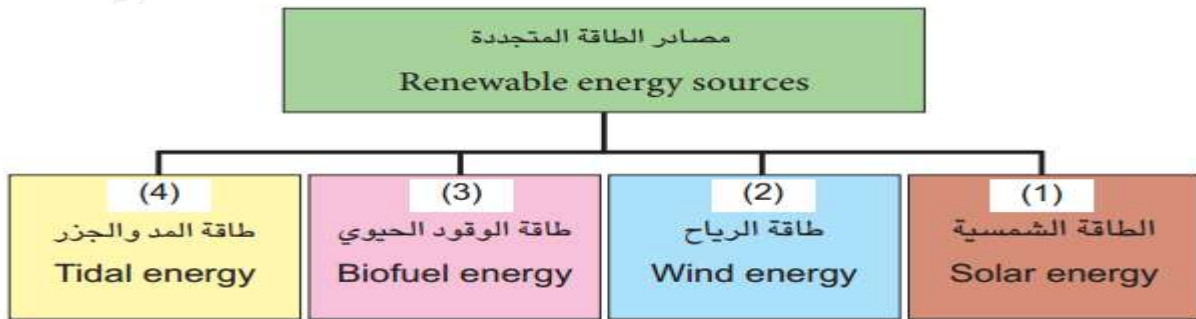 مصادر الطاقة المتجددة
Renewable energy sources
(1)
الطاقة الشمسية
Solar energy
(2)
طاقة الرياح
Wind energy
(3)
طاقة الوقود الحيوي
Biofuel energy
(4)
طاقة المد والجزر
Tidal energy